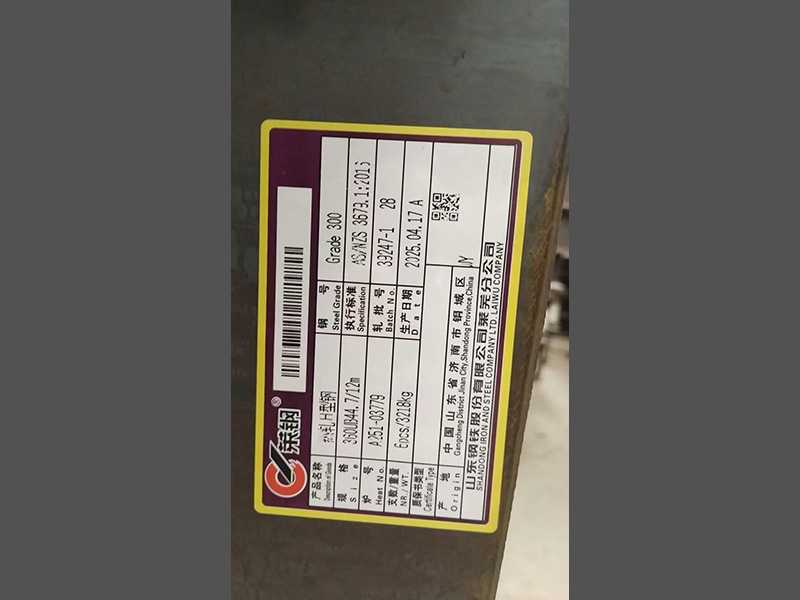 莱钢®
产品名称 热轧H型钢
Description of Goods
钢 号 Grade 300
Steel Grade
规 格 360UB44.7/12m
Size
执行标准 AS/NZS 3679.1:2016
Specification
炉 号 A251-03779
Heat No.
轧 批 号 39247-1 28
Batch No.
支数/重量 6pcs/3218kg
NR./WT.
生产日期 2025.04.17 A
Date
质保书类型
Certificate Type
产 地 中国山东省济南市钢城区
Origin Gangcheng District Jinan City,Shandong Province,China
山东钢铁股份有限公司莱芜分公司
SHANDONG IRON AND STEEL COMPANY LTD. LAIWU COMPANY